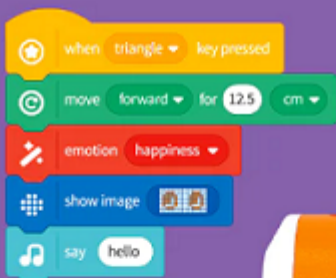 when triangle key pressed
move forward for 12.5 cm
emotion happiness
show image
say hello